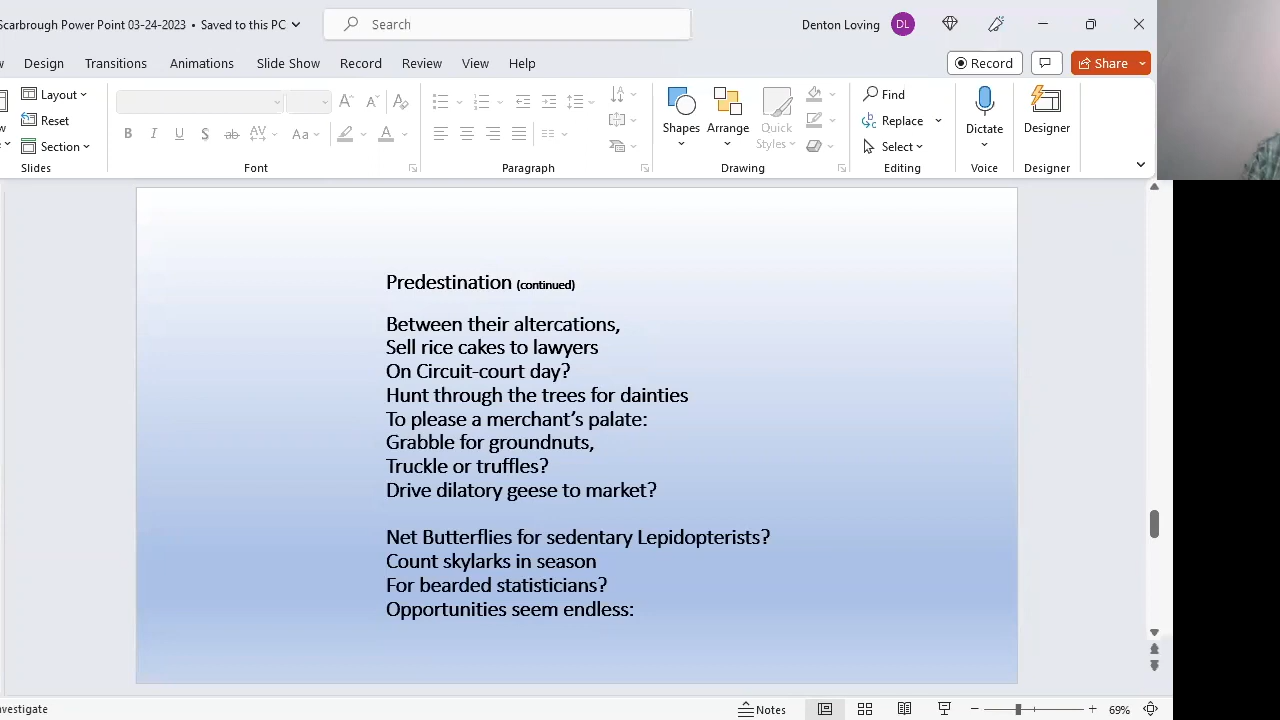 Scarbrough Power Point 03-24-2023 • Saved to this PC
Search
Denton Loving
DL
Design
Transitions
Animations
Slide Show
Record
Review
View
Help
Record
Share
Layout
Reset
Section
Slides
B I U S ab AV Aa A
Font
Paragraph
Shapes
Arrange
Quick Styles
Drawing
Find
Replace
Select
Editing
Dictate
Voice
Designer
Designer
Predestination (continued)
Between their altercations,
Sell rice cakes to lawyers
On Circuit-court day?
Hunt through the trees for dainties
To please a merchant’s palate:
Grabble for groundnuts,
Truckle or truffles?
Drive dilatory geese to market?
Net Butterflies for sedentary Lepidopterists?
Count skylarks in season
For bearded statisticians?
Opportunities seem endless:
nvestigate
Notes
69%